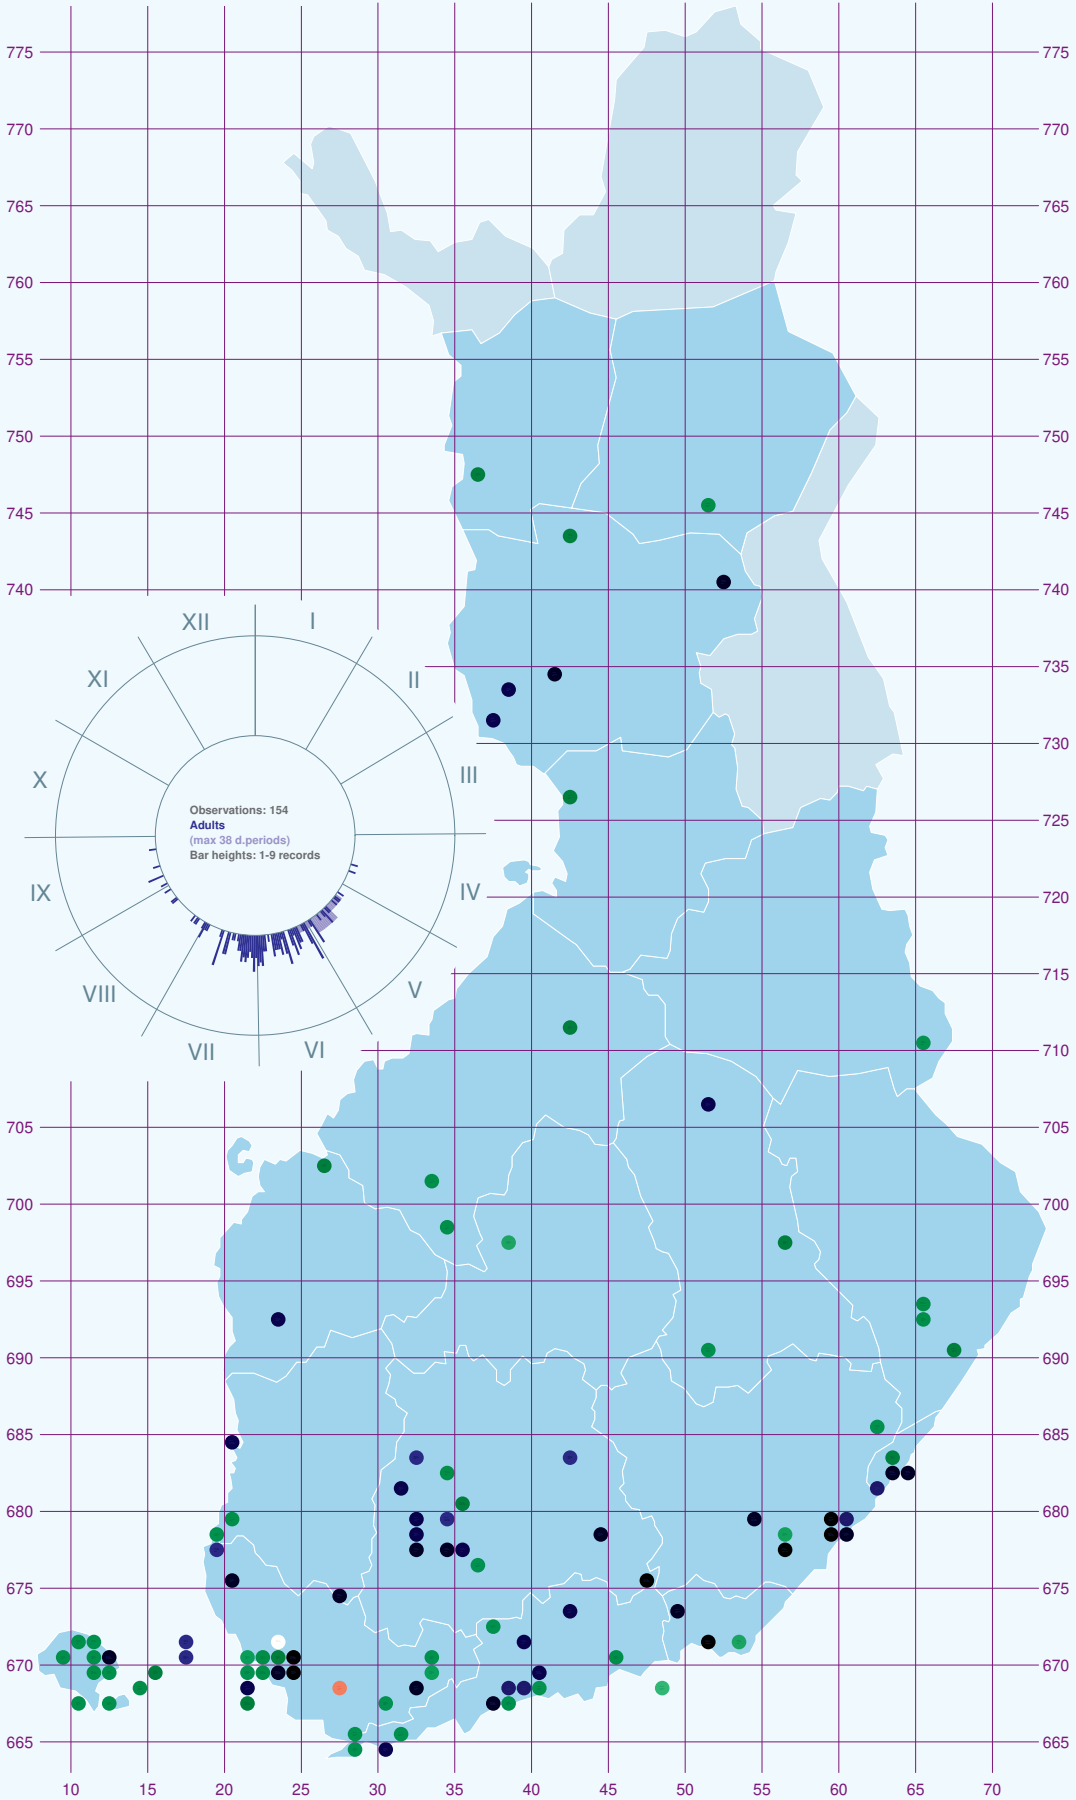 775 775
770 770
765 765
760 760
755 755
750 750
745 745
740 740
XII I
735
XI II
730
X III
Observations: 154
Adults
(max 38 d.periods)
Bar heights: 1-9 records
725
IX IV
720
715
VIII V
VII VI
710
705 705
700 700
695 695
690 690
685 685
680 680
675 675
670 670
665 665
10 15 20 25 30 35 40 45 50 55 60 65 70